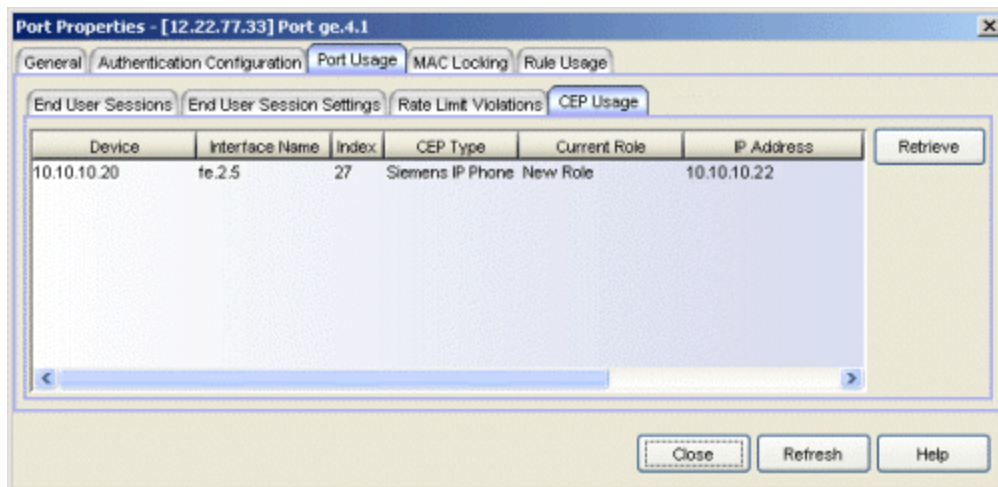 Port Properties - [12.22.77.33] Port ge.4.1
General Authentication Configuration Port Usage MAC Locking Rule Usage
End User Sessions End User Session Settings Rate Limit Violations CEP Usage
Device Interface Name Index CEP Type Current Role IP Address Retrieve
10.10.10.20 fe.2.5 27 Siemens IP Phone New Role 10.10.10.22
Close Refresh Help